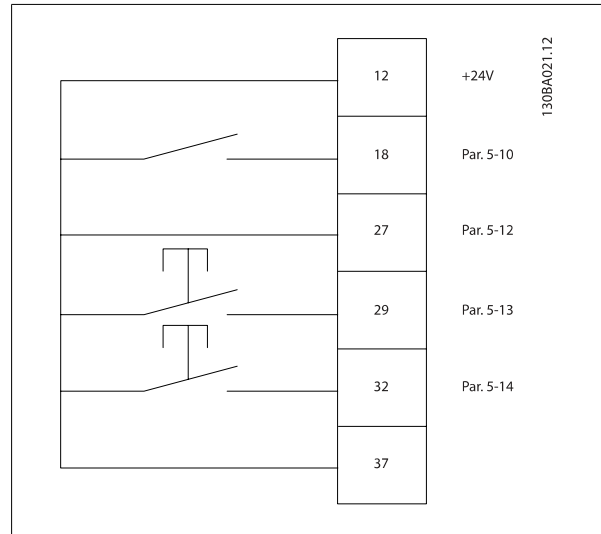 12 +24V
130BA021.12
18 Par. 5-10
27 Par. 5-12
29 Par. 5-13
32 Par. 5-14
37